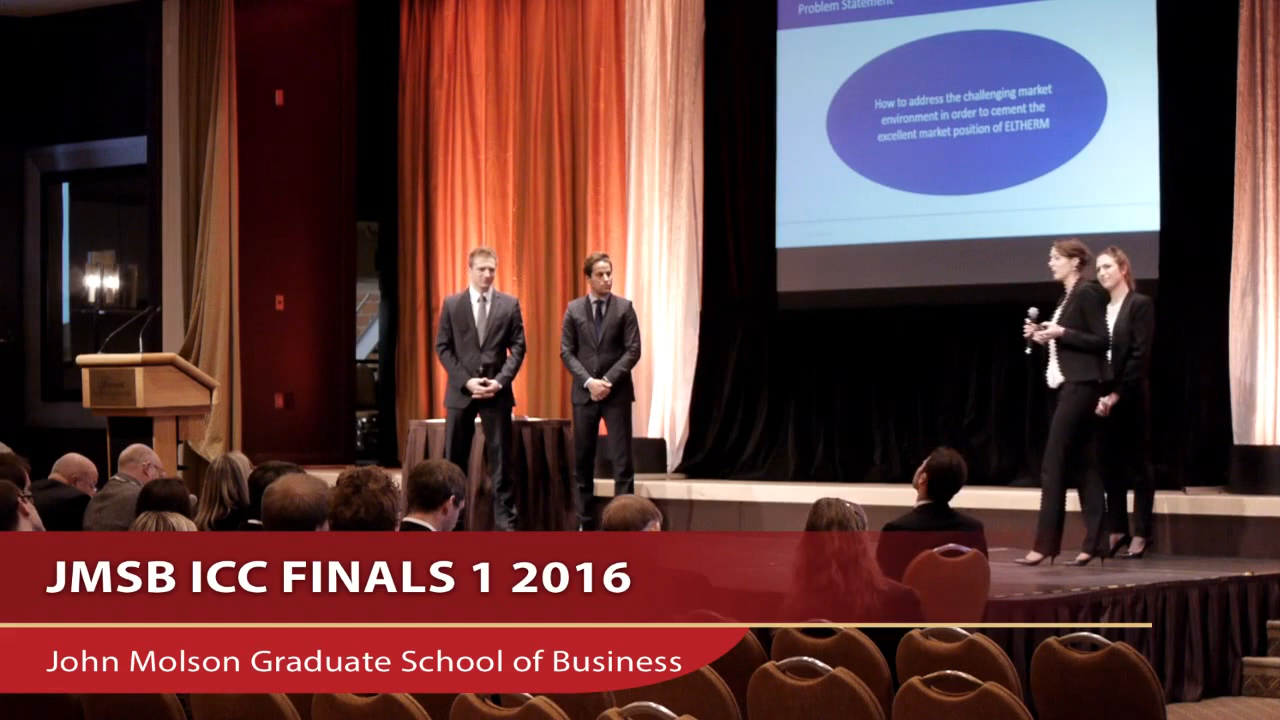 Problem Statement
How to address the challenging market
environment in order to cement the
excellent market position of ELTHERM
JMSB ICC FINALS 1 2016
John Molson Graduate School of Business